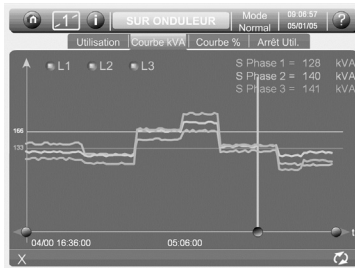 1 i SUR ONDULEUR Mode Normal 09:06:57 05/01/05 ?
Utilisation Courbe kVA Courbe % Arrêt Util.
L1 L2 L3
S Phase 1 = 128 kVA
S Phase 2 = 140 kVA
S Phase 3 = 141 kVA
166
133
t
04/00 16:36:00 05:06:00
X